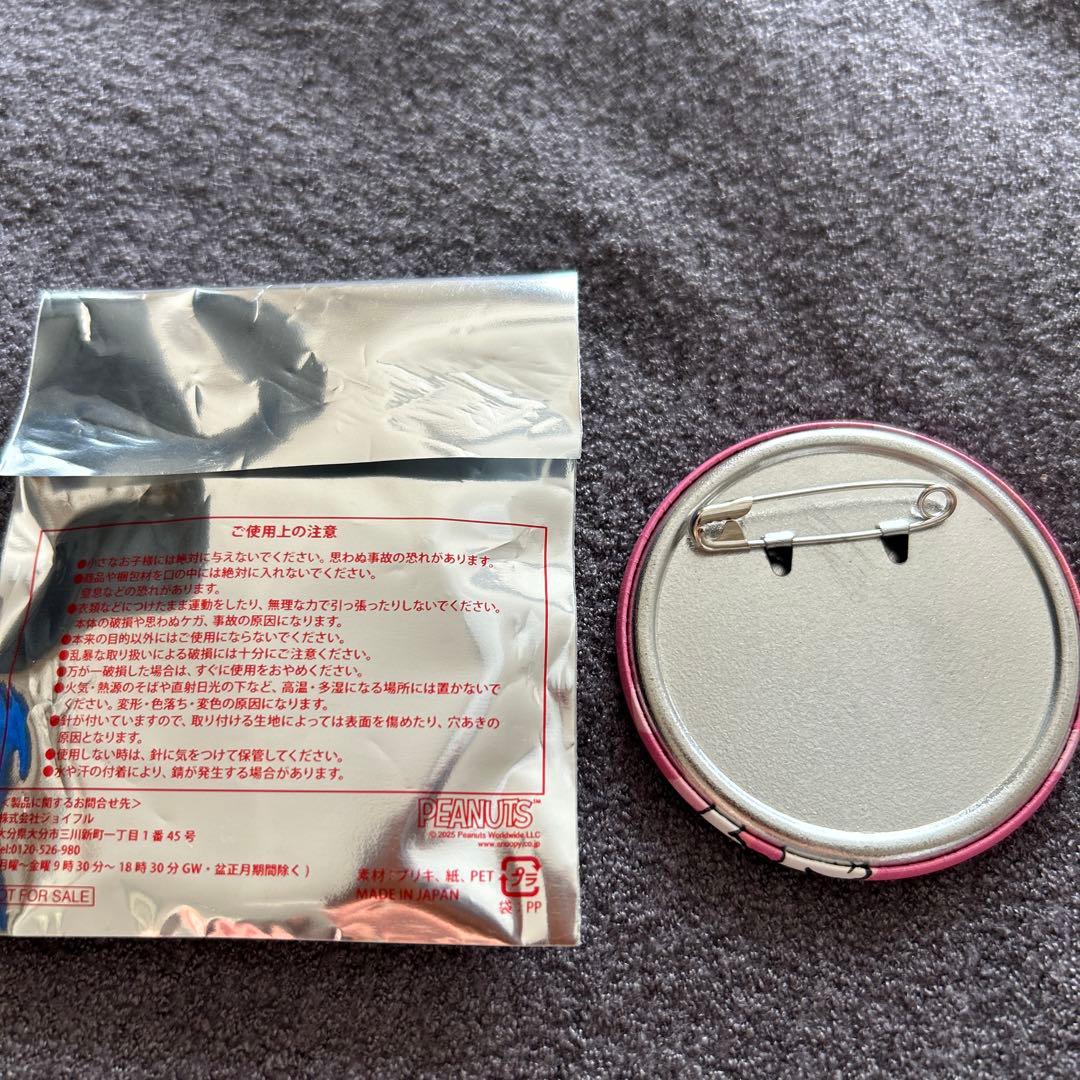 ご使用上の注意
●小さなお子様には絶対に与えないでください。思わぬ事故の恐れがあります。
●商品や梱包材を口の中には絶対に入れないでください。
窒息などの恐れがあります。
●衣類などにつけたまま運動をしたり、無理な力で引っ張ったりしないでください。
本体の破損や思わぬケガ、事故の原因になります。
●本来の目的以外にはご使用にならないでください。
●乱暴な取り扱いによる破損には十分にご注意ください。
●万が一破損した場合は、すぐに使用をおやめください。
●火気・熱源のそばや直射日光の下など、高温・多湿になる場所には置かないで
ください。変形・色落ち・変色の原因になります。
●針が付いていますので、取り付ける生地によっては表面を傷めたり、穴あきの
原因となります。
●使用しない時は、針に気をつけて保管してください。
●水や汗の付着により、錆が発生する場合があります。
<製品に関するお問合せ先>
株式会社ジョイフル
大分県大分市三川新町一丁目1番45号
Tel:0120-526-980
月曜〜金曜9時30分〜18時30分 GW・盆正月期間除く)
NOT FOR SALE
PEANUTS™
© 2025 Peanuts Worldwide LLC
www.snoopy.co.jp
素材:ブリキ、紙、PET
MADE IN JAPAN
プラ
袋: PP